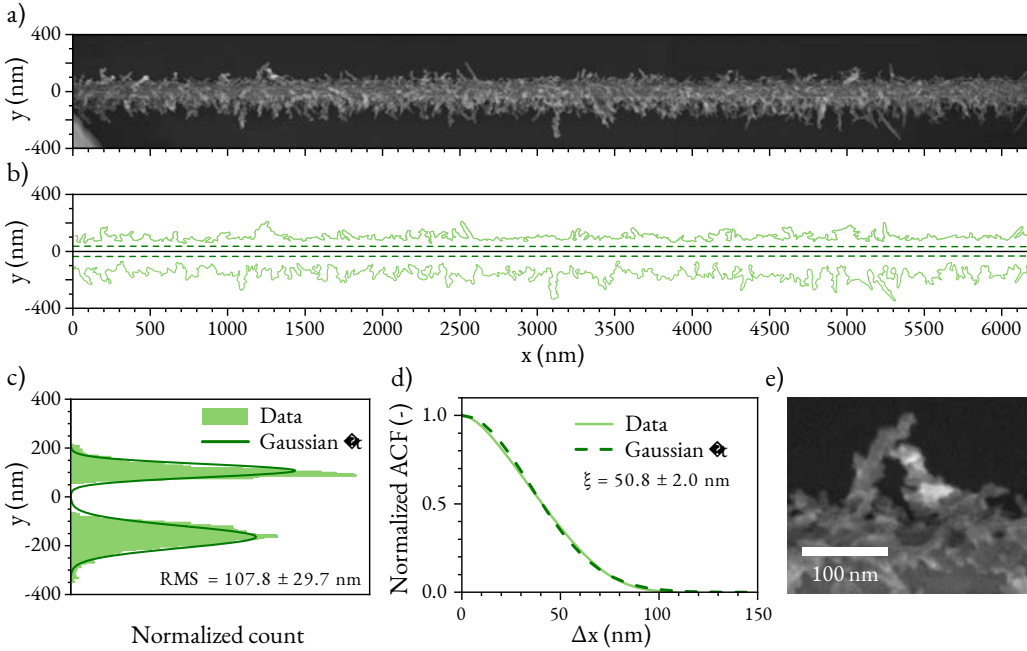 a)
400
0
-400
y (nm)
b)
400
0
-400
y (nm)
0 500 1000 1500 2000 2500 3000 3500 4000 4500 5000 5500 6000
x (nm)
c)
400
200
0
-200
-400
y (nm)
Data
Gaussian �t
RMS = 107.8 ± 29.7 nm
Normalized count
d)
1.0
0.5
0.0
Normalized ACF (-)
Data
Gaussian �t
ξ = 50.8 ± 2.0 nm
0 50 100 150
Δx (nm)
e)
100 nm